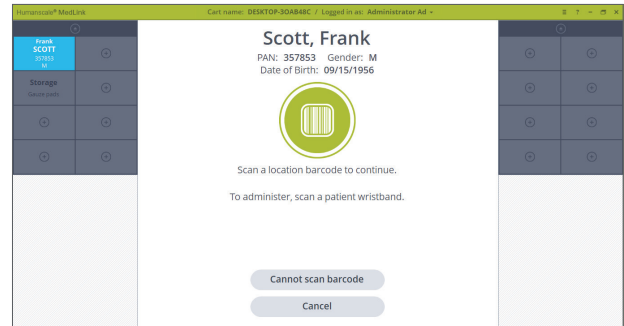 Humanscale® MedLink
Cart name: DESKTOP-3OAB48C / Logged in as: Administrator Ad
? – ×
Frank
SCOTT
357853
M
Storage
Gauze pads
Scott, Frank
PAN: 357853 Gender: M
Date of Birth: 09/15/1956
Scan a location barcode to continue.
To administer, scan a patient wristband.
Cannot scan barcode
Cancel